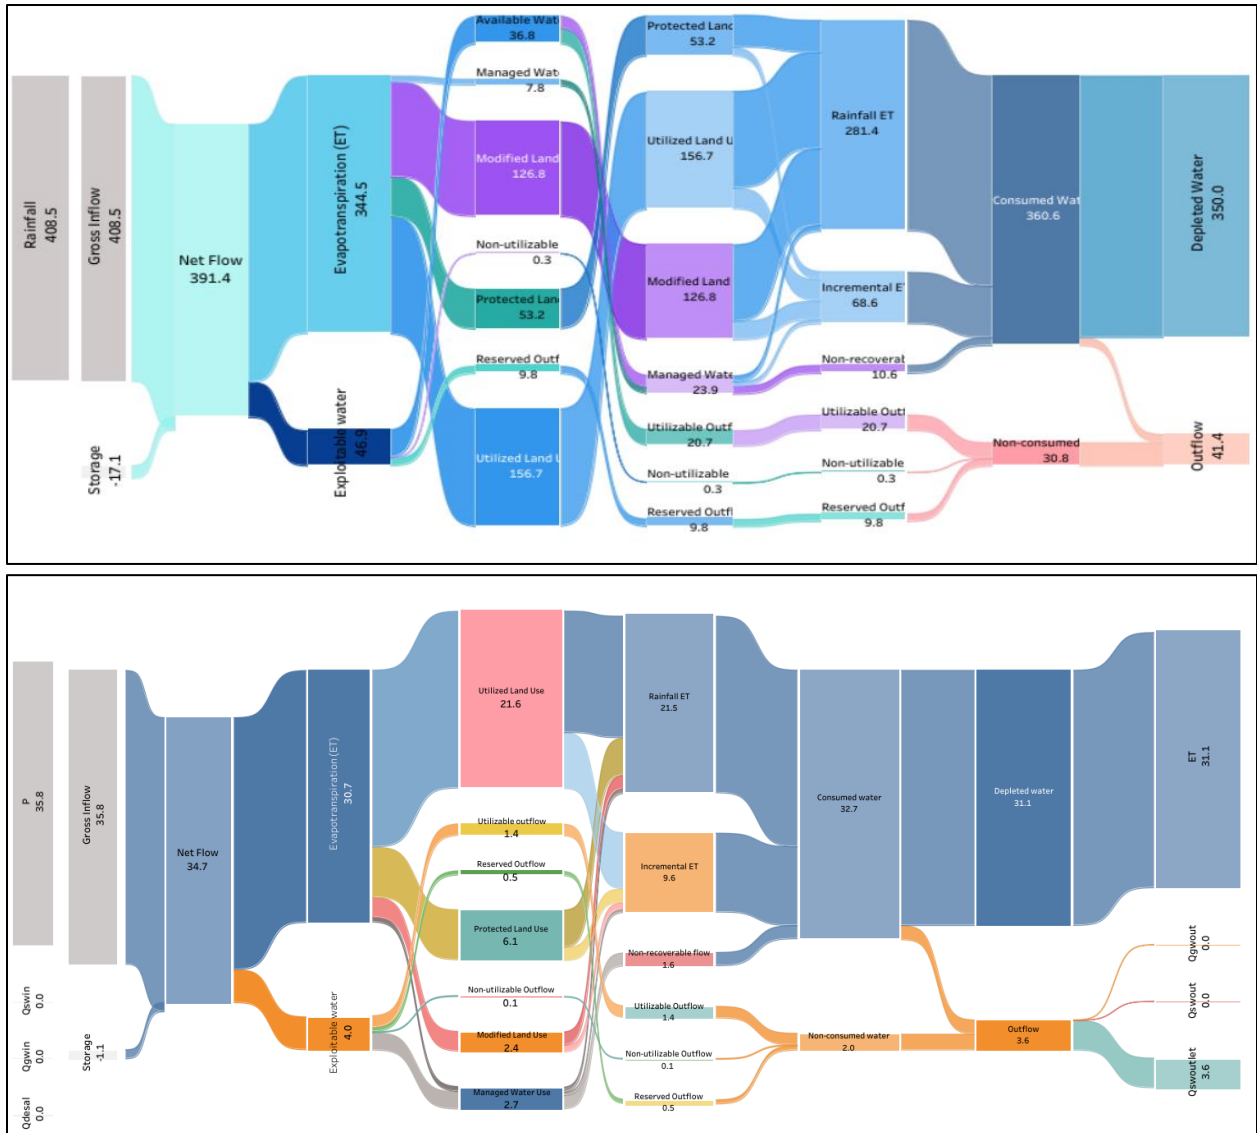 Rainfall
408.5
Gross Inflow
408.5
Storage
-17.1
Net Flow
391.4
Evapotranspiration (ET)
344.5
Exploitable water
46.9
Available Wat
36.8
Managed Wat
7.8
Modified Land
126.8
Non-utilizable
0.3
Protected Lan
53.2
Reserved Outf
9.8
Utilized Land U
156.7
Protected Land
53.2
Utilized Land U
156.7
Modified Land
126.8
Managed Wate
23.9
Utilizable Outf
20.7
Non-utilizable
0.3
Reserved Outfl
9.8
Rainfall ET
281.4
Incremental E
68.6
Non-recoverat
10.6
Utilizable Out
20.7
Non-utilizable
0.3
Reserved Outf
9.8
Consumed Wat
360.6
Non-consumed
30.8
Depleted Water
350.0
Outflow
41.4
P
35.8
Qswin
0.0
Qgwin
0.0
Qdesal
0.0
Gross Inflow
35.8
Storage
-1.1
Net Flow
34.7
Evapotranspiration (ET)
30.7
Exploitable water
4.0
Utilized Land Use
21.6
Utilizable outflow
1.4
Reserved Outflow
0.5
Protected Land Use
6.1
Non-utilizable Outflow
0.1
Modified Land Use
2.4
Managed Water Use
2.7
Rainfall ET
21.5
Incremental ET
9.6
Non-recoverable flow
1.6
Utilizable Outflow
1.4
Non-utilizable Outflow
0.1
Reserved Outflow
0.5
Consumed water
32.7
Non-consumed water
2.0
Depleted water
31.1
Outflow
3.6
ET
31.1
Qgwout
0.0
Qswout
0.0
Qswoutlet
3.6